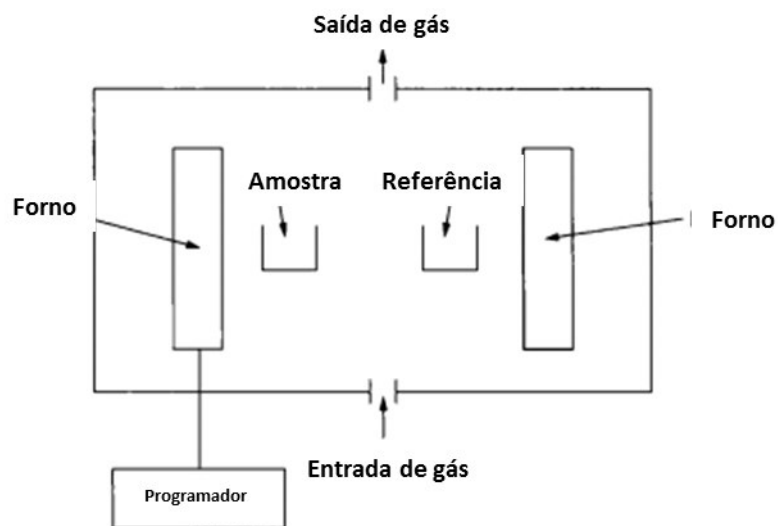 Saída de gás
Amostra
Referência
Forno
Forno
Entrada de gás
Programador